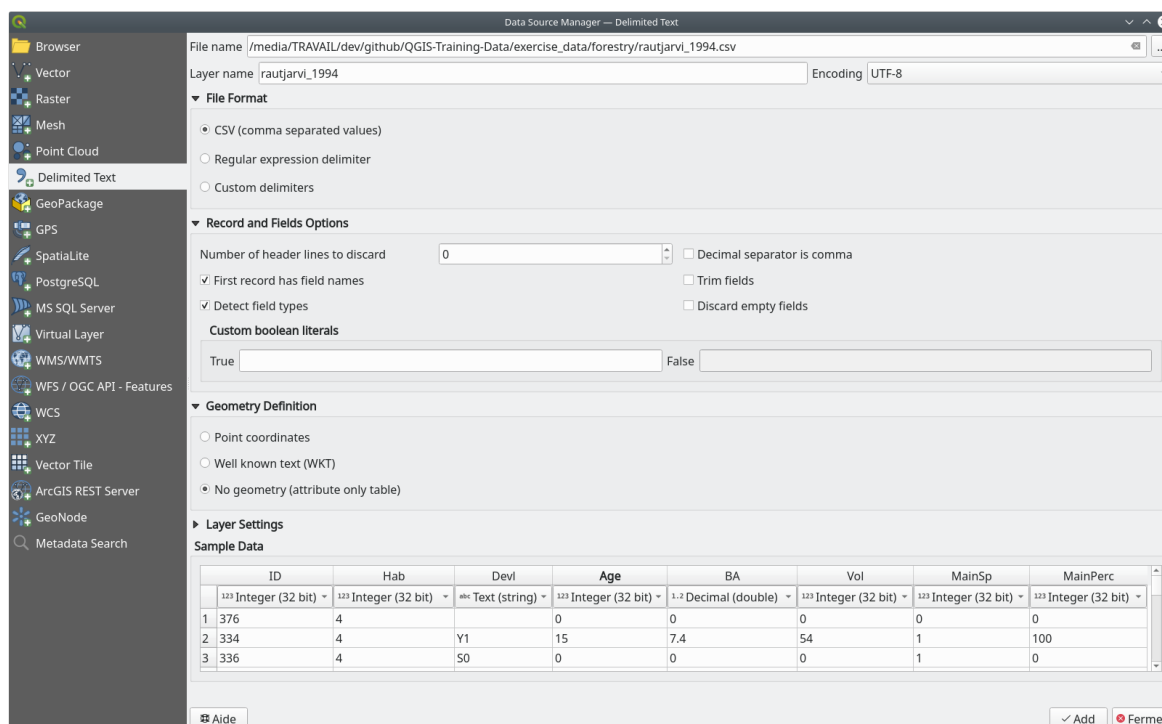 Data Source Manager — Delimited Text
Browser
Vector
Raster
Mesh
Point Cloud
Delimited Text
GeoPackage
GPS
SpatiaLite
PostgreSQL
MS SQL Server
Virtual Layer
WMS/WMTS
WFS / OGC API - Features
WCS
XYZ
Vector Tile
ArcGIS REST Server
GeoNode
Metadata Search
File name /media/TRAVAIL/dev/github/QGIS-Training-Data/exercise_data/forestry/rautjarvi_1994.csv ...
Layer name rautjarvi_1994 Encoding UTF-8
File Format
CSV (comma separated values)
Regular expression delimiter
Custom delimiters
Record and Fields Options
Number of header lines to discard 0 Decimal separator is comma
First record has field names Trim fields
Detect field types Discard empty fields
Custom boolean literals
True False
Geometry Definition
Point coordinates
Well known text (WKT)
No geometry (attribute only table)
Layer Settings
Sample Data
ID Hab Devl Age BA Vol MainSp MainPerc
123 Integer (32 bit) 123 Integer (32 bit) abc Text (string) 123 Integer (32 bit) 1.2 Decimal (double) 123 Integer (32 bit) 123 Integer (32 bit) 123 Integer (32 bit)
1 376 4 0 0 0 0 0
2 334 4 Y1 15 7.4 54 1 100
3 336 4 S0 0 0 0 1 0
Aide Add Ferme